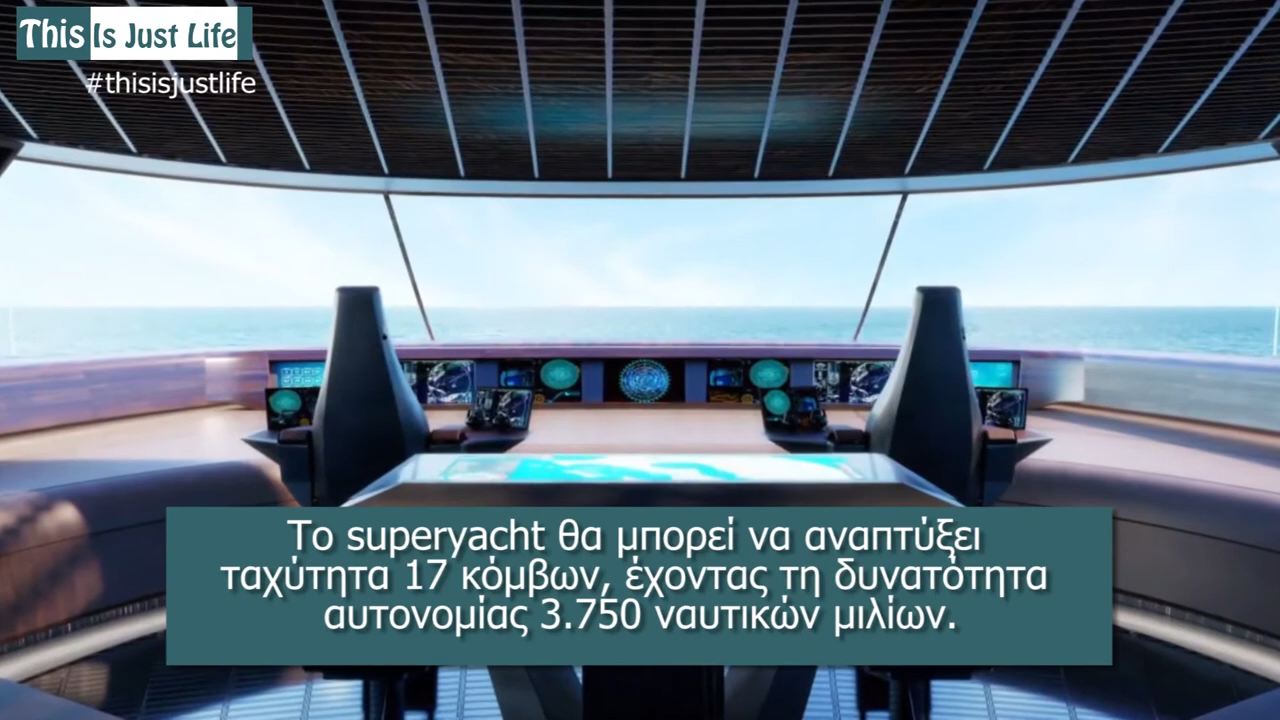 This Is Just Life
#thisisjustlife
Το superyacht θα μπορεί να αναπτύξει
ταχύτητα 17 κόμβων, έχοντας τη δυνατότητα
αυτονομίας 3.750 ναυτικών μιλίων.